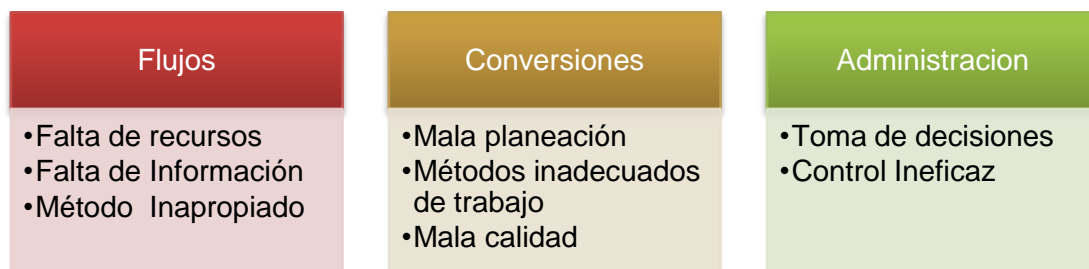 Flujos
•Falta de recursos
•Falta de Información
•Método  Inapropiado
Conversiones
•Mala planeación
•Métodos inadecuados
de trabajo
•Mala calidad
Administracion
•Toma de decisiones
•Control Ineficaz